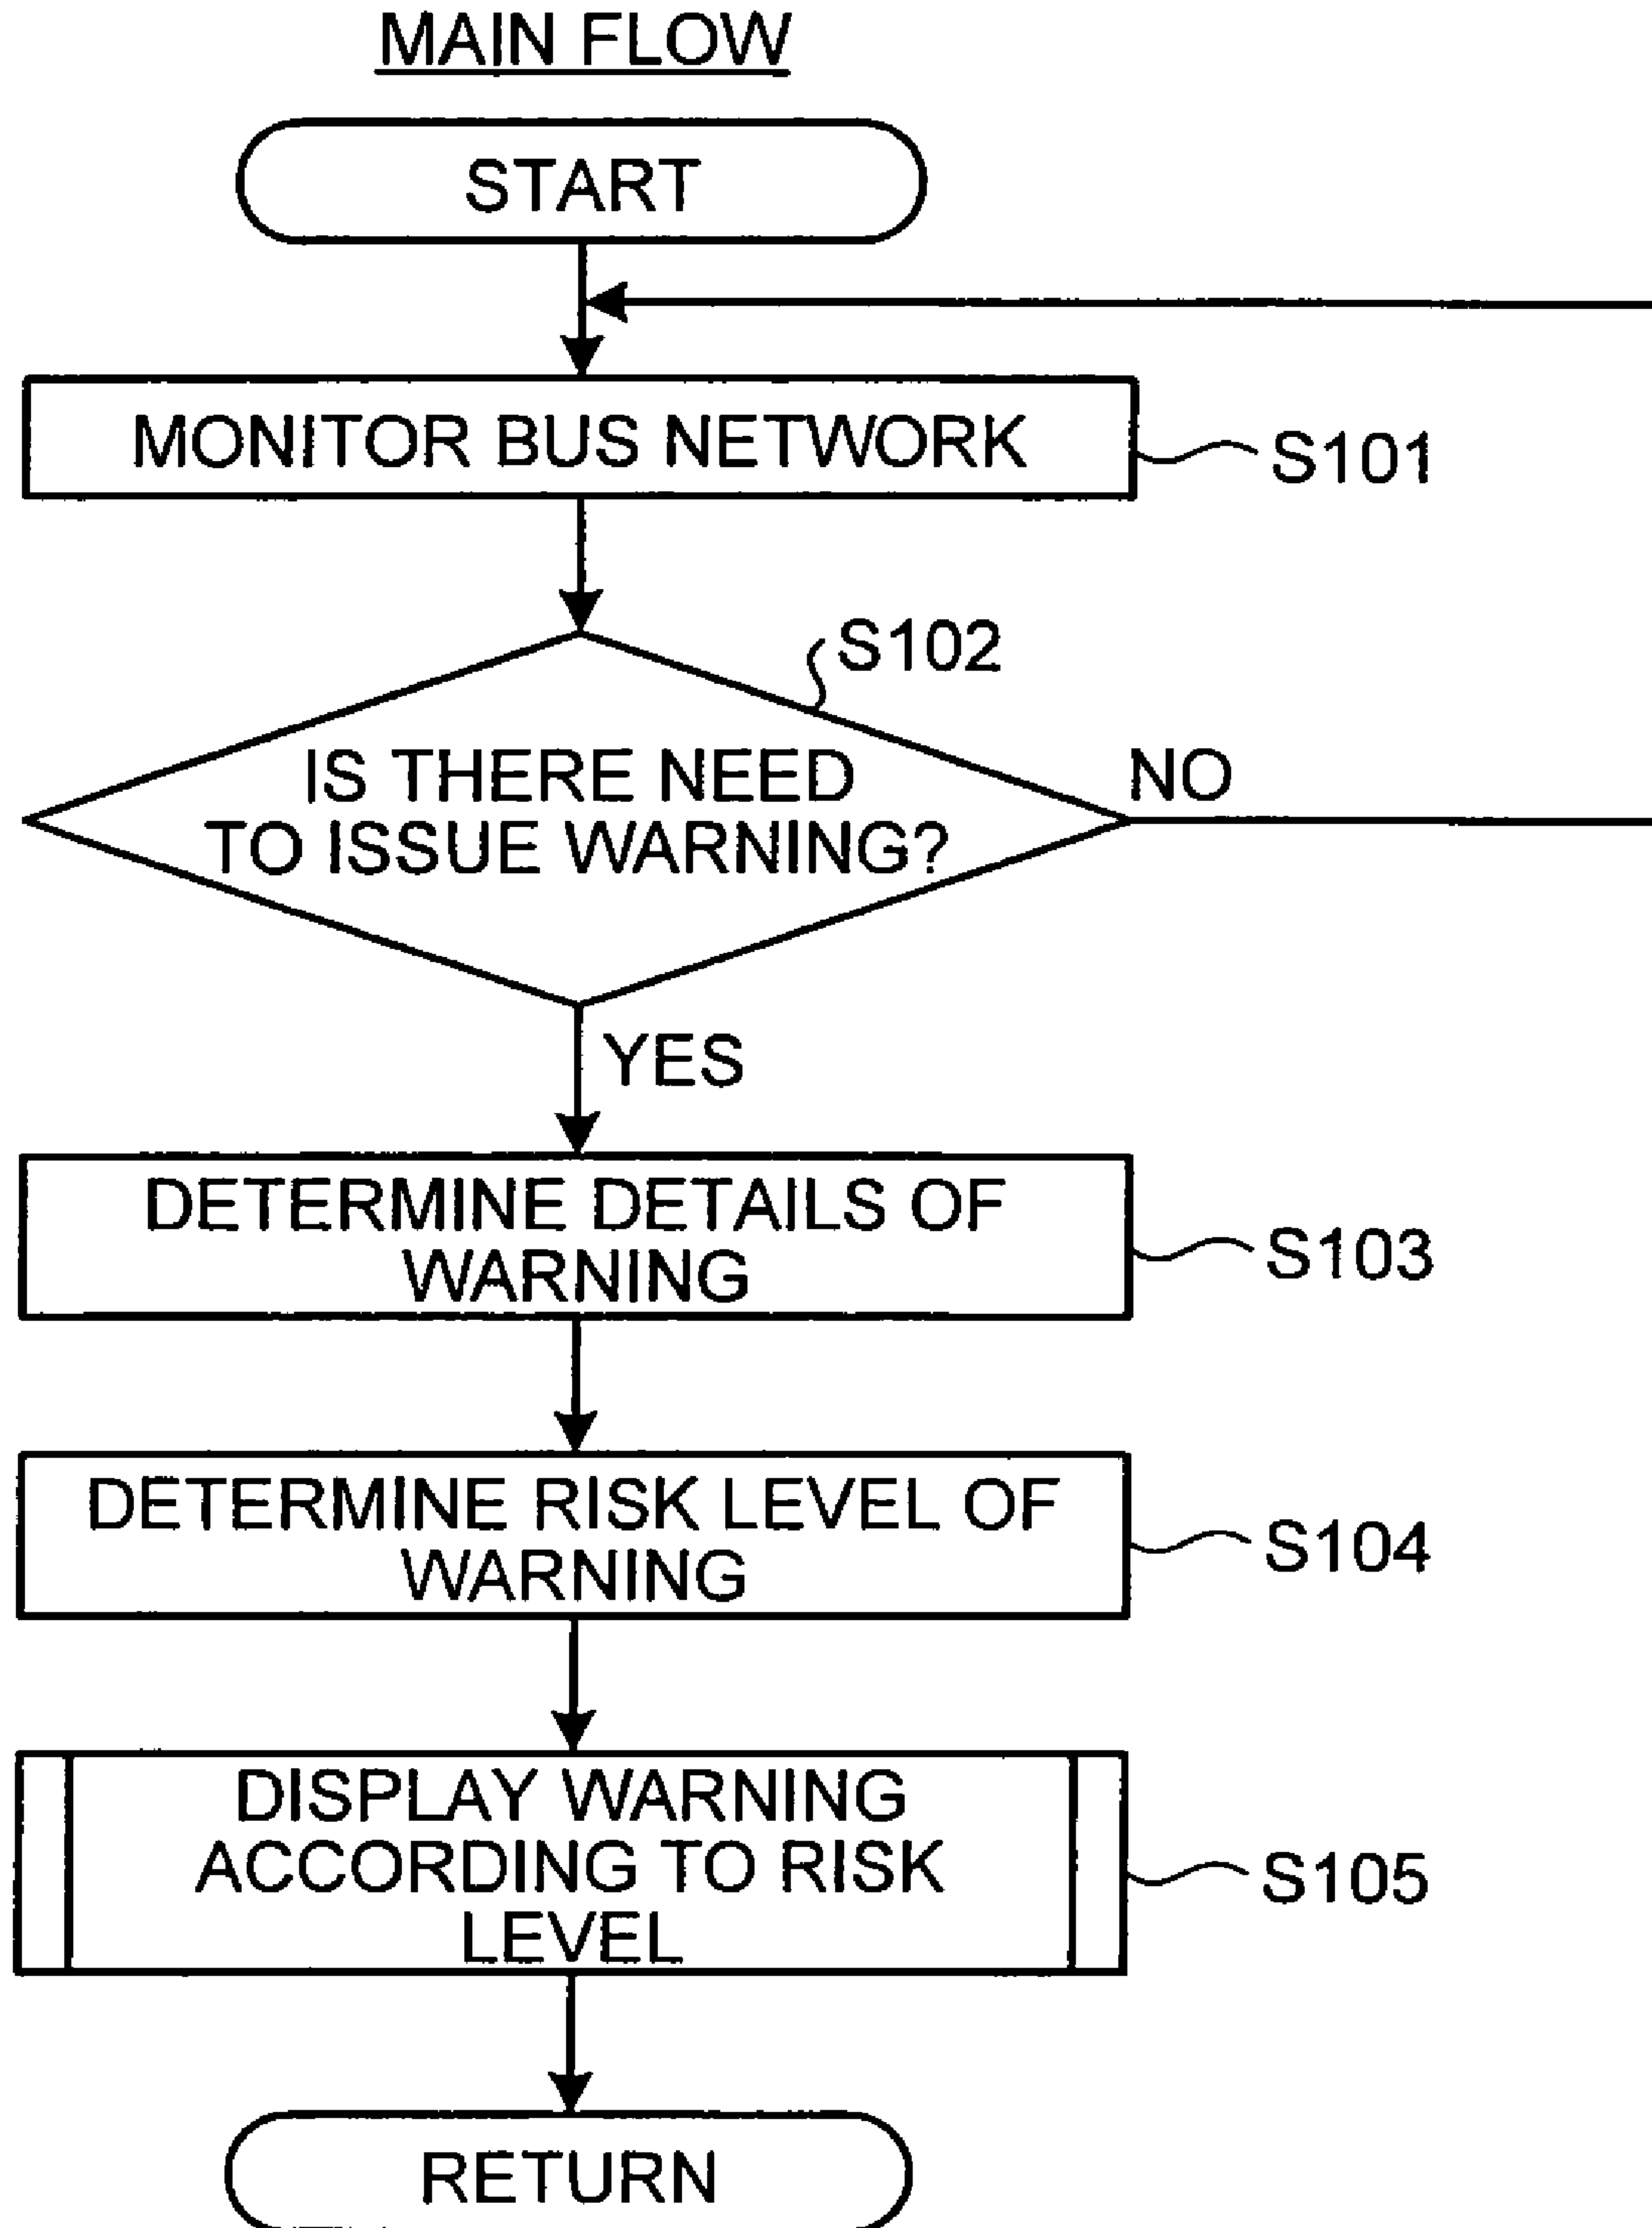 MAIN FLOW
START
MONITOR BUS NETWORK
S101
S102
IS THERE NEED
TO ISSUE WARNING?
NO
YES
DETERMINE DETAILS OF
WARNING
S103
DETERMINE RISK LEVEL OF
WARNING
S104
DISPLAY WARNING
ACCORDING TO RISK
LEVEL
S105
RETURN